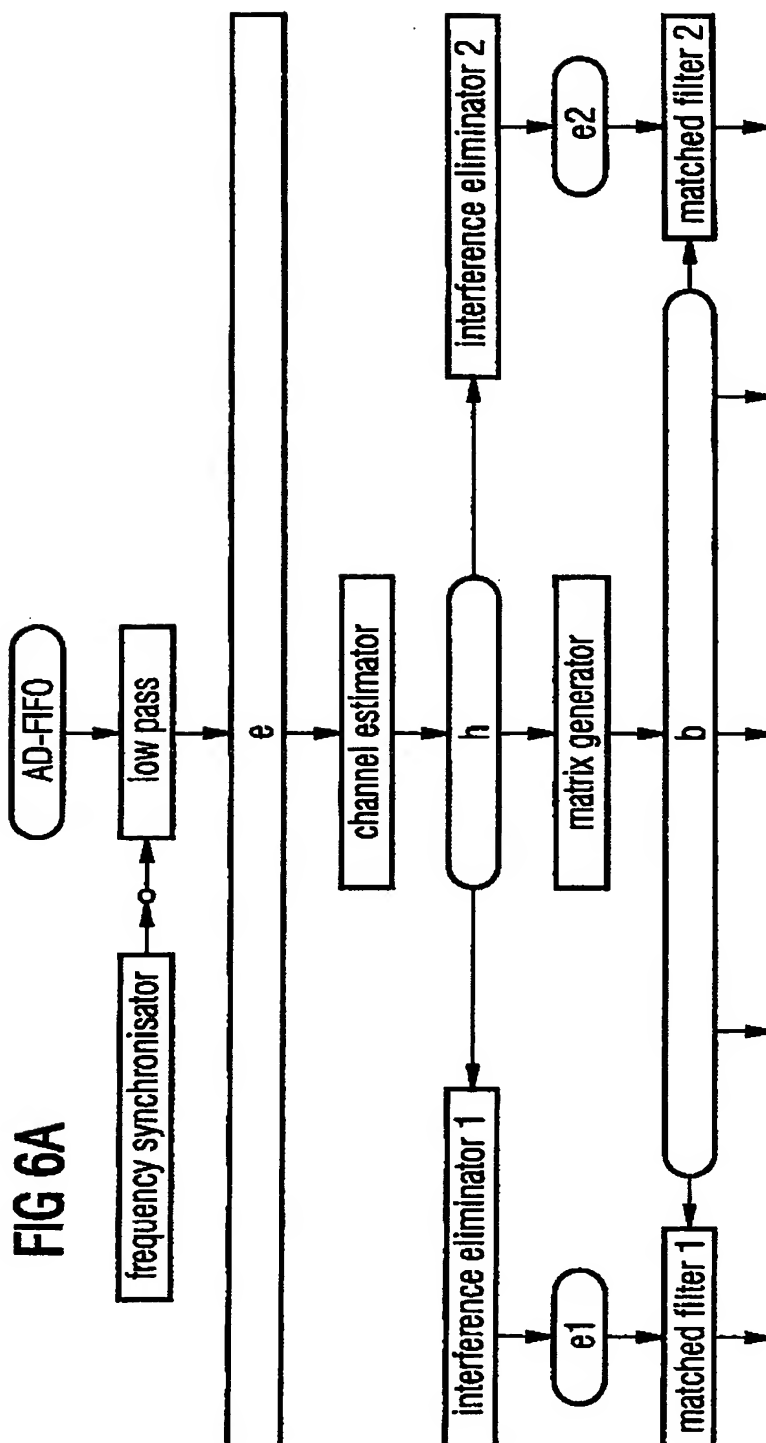 FIG 6A
AD-FIFO
frequency synchronisator
low pass
e
channel estimator
interference eliminator 1
h
interference eliminator 2
e1
matrix generator
e2
matched filter 1
b
matched filter 2